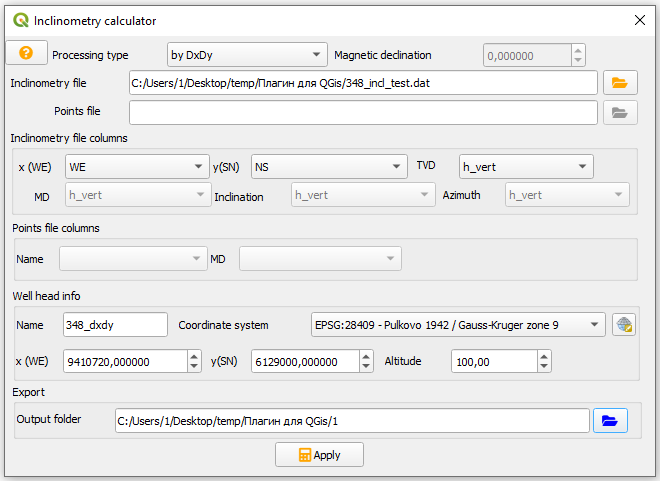 Inclinometry calculator
? Processing type by DxDy Magnetic declination 0,000000
Inclinometry file C:/Users/1/Desktop/temp/Плагин для QGis/348_incl_test.dat
Points file
Inclinometry file columns
x (WE) WE y(SN) NS TVD h_vert
MD h_vert Inclination h_vert Azimuth h_vert
Points file columns
Name MD
Well head info
Name 348_dxdy Coordinate system EPSG:28409 - Pulkovo 1942 / Gauss-Kruger zone 9
x (WE) 9410720,000000 y(SN) 6129000,000000 Altitude 100,00
Export
Output folder C:/Users/1/Desktop/temp/Плагин для QGis/1
Apply